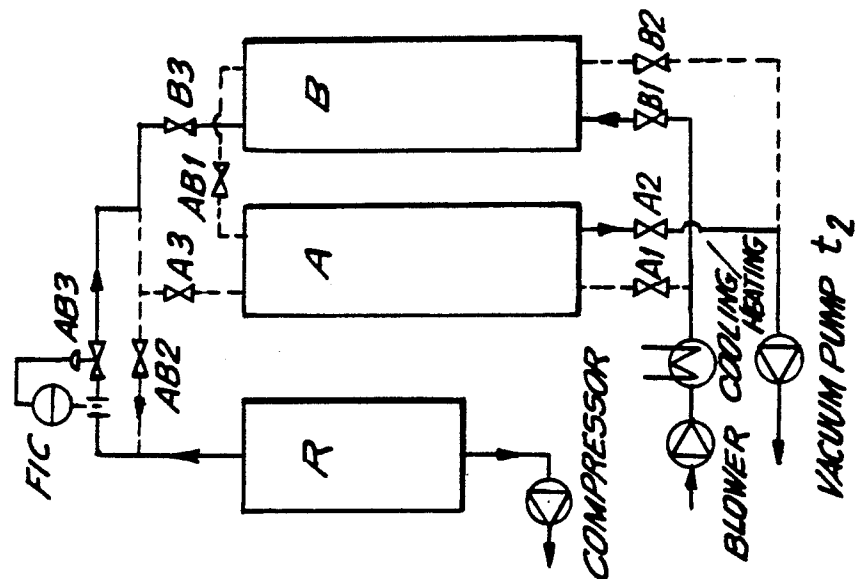 FIC
AB3
AB2
A3
AB1
B3
R
A
B
A1
A2
B1
B2
COMPRESSOR
BLOWER
COOLING/
HEATING
VACUUM PUMP t2